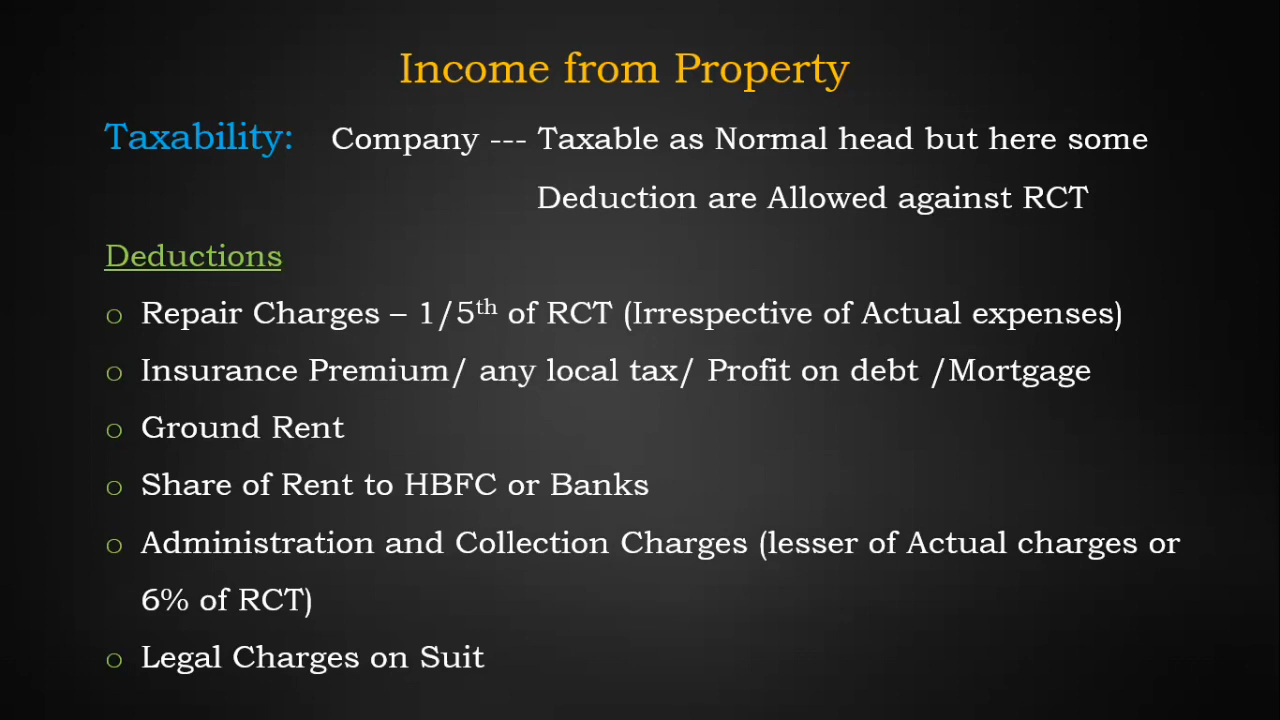 Income from Property
Taxability: Company --- Taxable as Normal head but here some
Deduction are Allowed against RCT
Deductions
o Repair Charges – 1/5th of RCT (Irrespective of Actual expenses)
o Insurance Premium/ any local tax/ Profit on debt /Mortgage
o Ground Rent
o Share of Rent to HBFC or Banks
o Administration and Collection Charges (lesser of Actual charges or
6% of RCT)
o Legal Charges on Suit